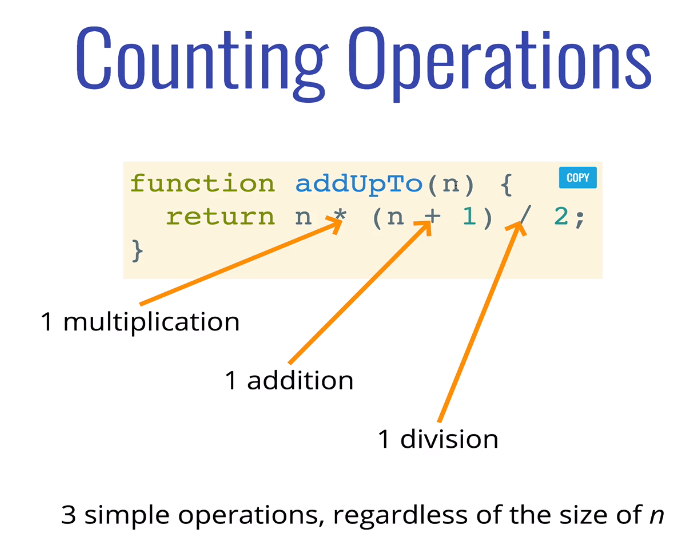 Counting Operations
COPY
function addUpTo(n) {
  return n * (n + 1) / 2;
}
1 multiplication
1 addition
1 division
3 simple operations, regardless of the size of n